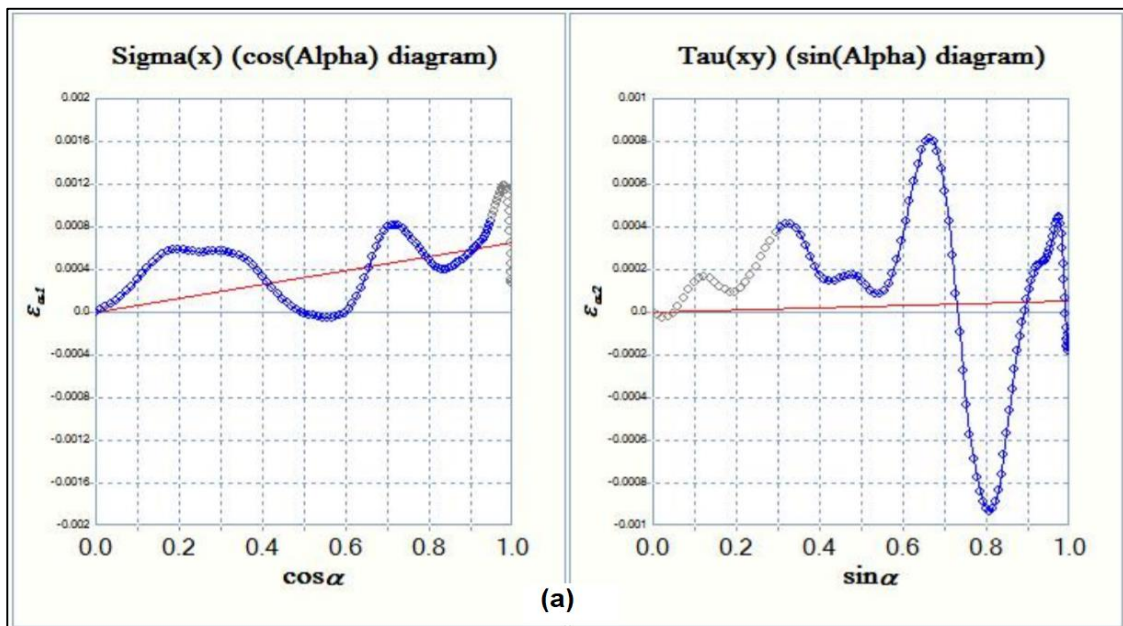 Sigma(x) (cos(Alpha) diagram)
0.002
0.0016
0.0012
0.0008
0.0004
0.0
-0.0004
-0.0008
-0.0012
-0.0016
-0.002
εα1
0.0 0.2 0.4 0.6 0.8 1.0
cosα
Tau(xy) (sin(Alpha) diagram)
0.001
0.0008
0.0006
0.0004
0.0002
0.0
-0.0002
-0.0004
-0.0006
-0.0008
-0.001
εα2
0.0 0.2 0.4 0.6 0.8 1.0
sinα
(a)